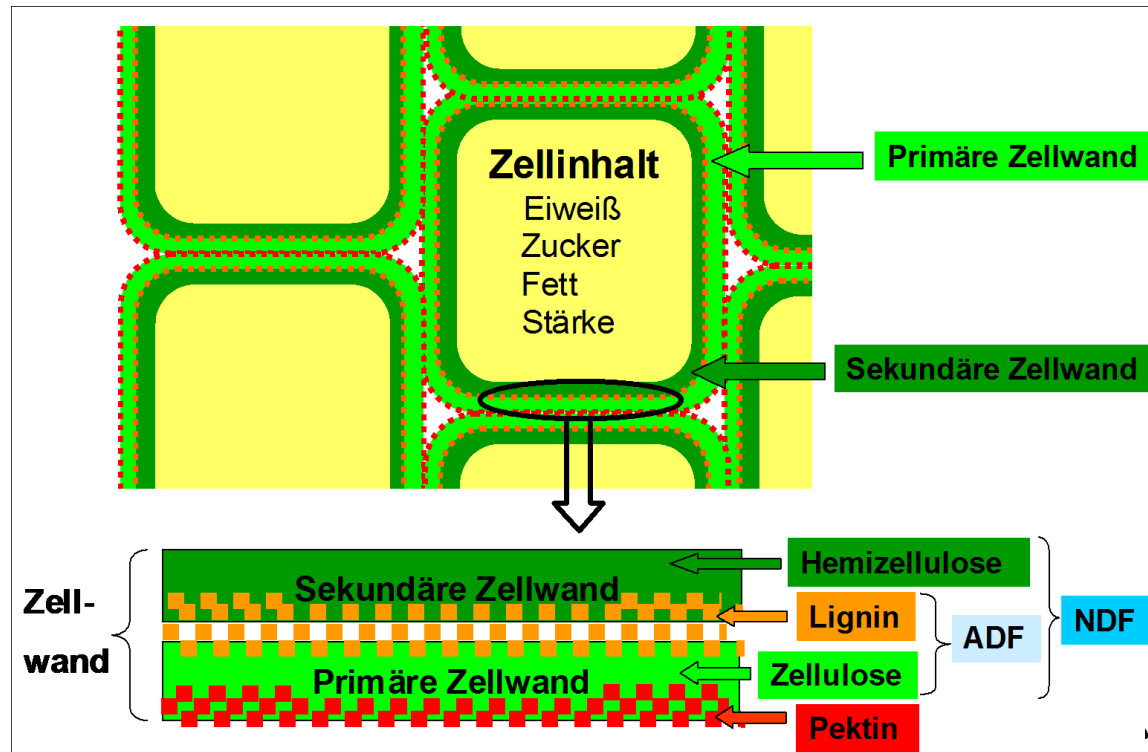 Zellinhalt
Eiweiß
Zucker
Fett
Stärke
Primäre Zellwand
Sekundäre Zellwand
Zell-
wand
Sekundäre Zellwand
Primäre Zellwand
Hemizellulose
Lignin
Zellulose
Pektin
ADF
NDF